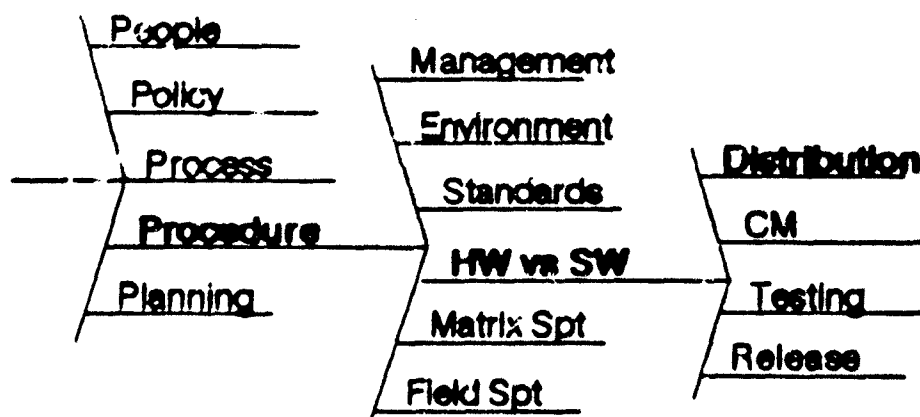 People
Policy
Process
Procedure
Planning
Management
Environment
Standards
HW vs SW
Matrix Spt
Field Spt
Distribution
CM
Testing
Release